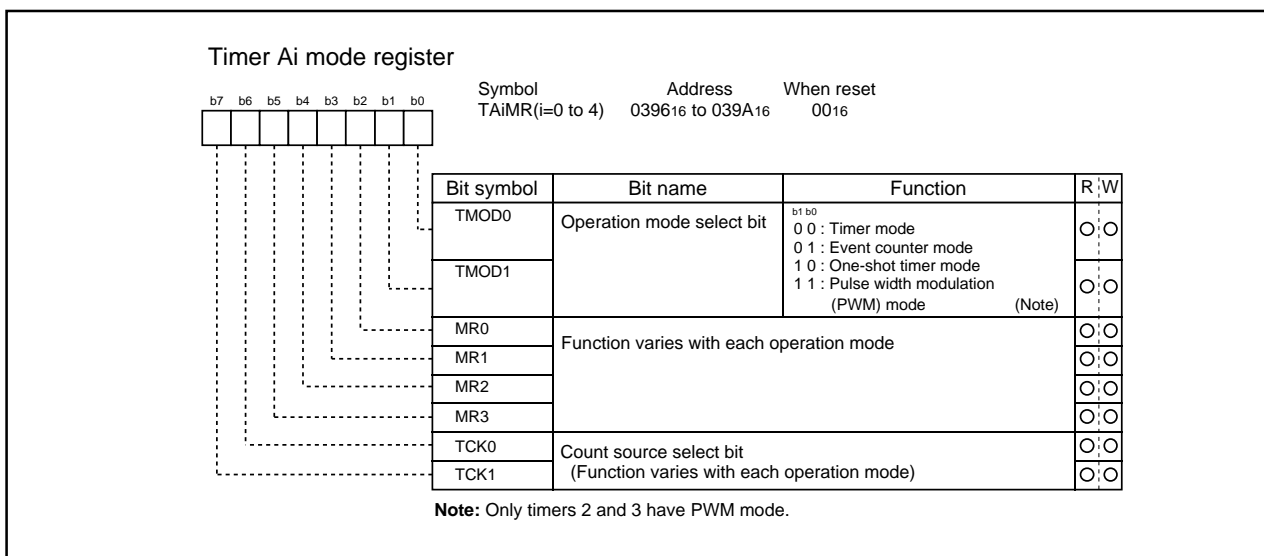 Timer Ai mode register
Symbol Address When reset
TAiMR(i=0 to 4) 039616 to 039A16 0016
b7 b6 b5 b4 b3 b2 b1 b0
Bit symbol Bit name Function R W
TMOD0 Operation mode select bit b1 b0
0 0 : Timer mode
0 1 : Event counter mode
TMOD1 1 0 : One-shot timer mode
1 1 : Pulse width modulation
(PWM) mode (Note)
MR0 Function varies with each operation mode
MR1
MR2
MR3
TCK0 Count source select bit
TCK1 (Function varies with each operation mode)
Note: Only timers 2 and 3 have PWM mode.